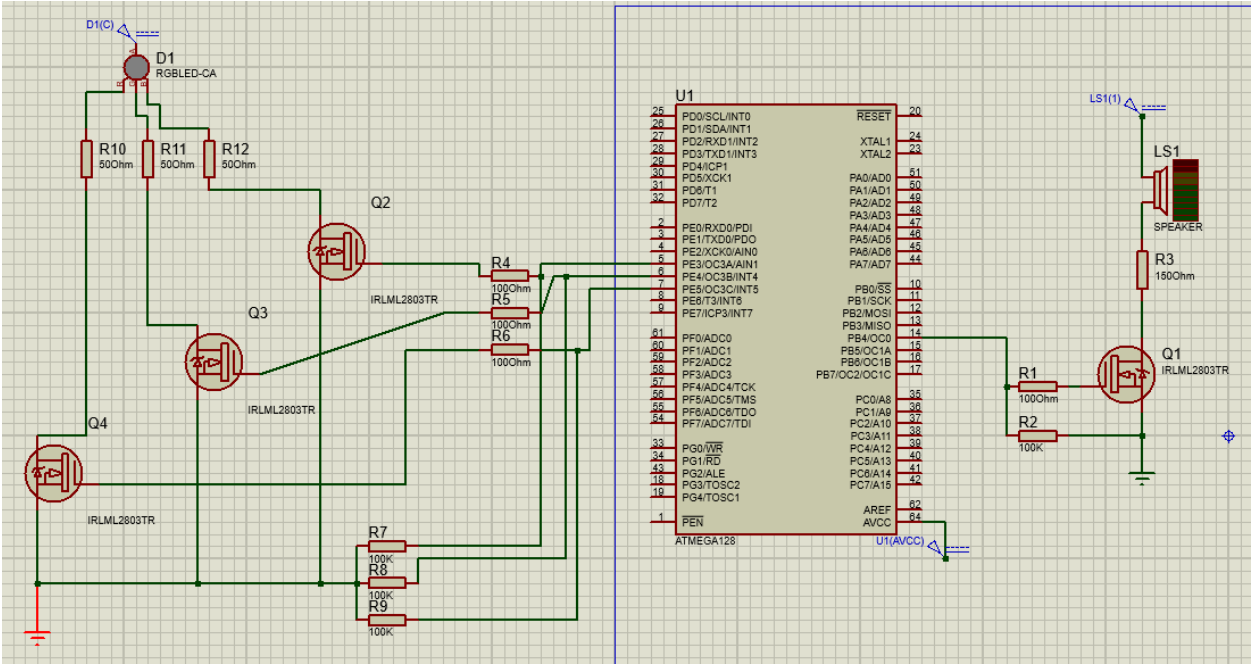 D1(C)
D1
RGBLED-CA
A
R
G
B
R10
50Ohm
R11
50Ohm
R12
50Ohm
Q2
IRLML2803TR
Q3
IRLML2803TR
Q4
IRLML2803TR
R4
100Ohm
R5
100Ohm
R6
100Ohm
R7
100K
R8
100K
R9
100K
U1
25 PD0/SCL/INT0
26 PD1/SDA/INT1
27 PD2/RXD1/INT2
28 PD3/TXD1/INT3
29 PD4/ICP1
30 PD5/XCK1
31 PD6/T1
32 PD7/T2
2 PE0/RXD0/PDI
3 PE1/TXD0/PDO
4 PE2/XCK0/AIN0
5 PE3/OC3A/AIN1
6 PE4/OC3B/INT4
7 PE5/OC3C/INT5
8 PE6/T3/INT6
9 PE7/ICP3/INT7
61 PF0/ADC0
60 PF1/ADC1
59 PF2/ADC2
58 PF3/ADC3
57 PF4/ADC4/TCK
56 PF5/ADC5/TMS
55 PF6/ADC6/TDO
54 PF7/ADC7/TDI
33 PG0/WR
34 PG1/RD
43 PG2/ALE
18 PG3/TOSC2
19 PG4/TOSC1
1 PEN
RESET 20
XTAL1 24
XTAL2 23
PA0/AD0 51
PA1/AD1 50
PA2/AD2 49
PA3/AD3 48
PA4/AD4 47
PA5/AD5 46
PA6/AD6 45
PA7/AD7 44
PB0/SS 10
PB1/SCK 11
PB2/MOSI 12
PB3/MISO 13
PB4/OC0 14
PB5/OC1A 15
PB6/OC1B 16
PB7/OC2/OC1C 17
PC0/A8 35
PC1/A9 36
PC2/A10 37
PC3/A11 38
PC4/A12 39
PC5/A13 40
PC6/A14 41
PC7/A15 42
AREF 62
AVCC 64
ATMEGA128
U1(AVCC)
LS1(1)
LS1
SPEAKER
R3
150Ohm
Q1
IRLML2803TR
R1
100Ohm
R2
100K